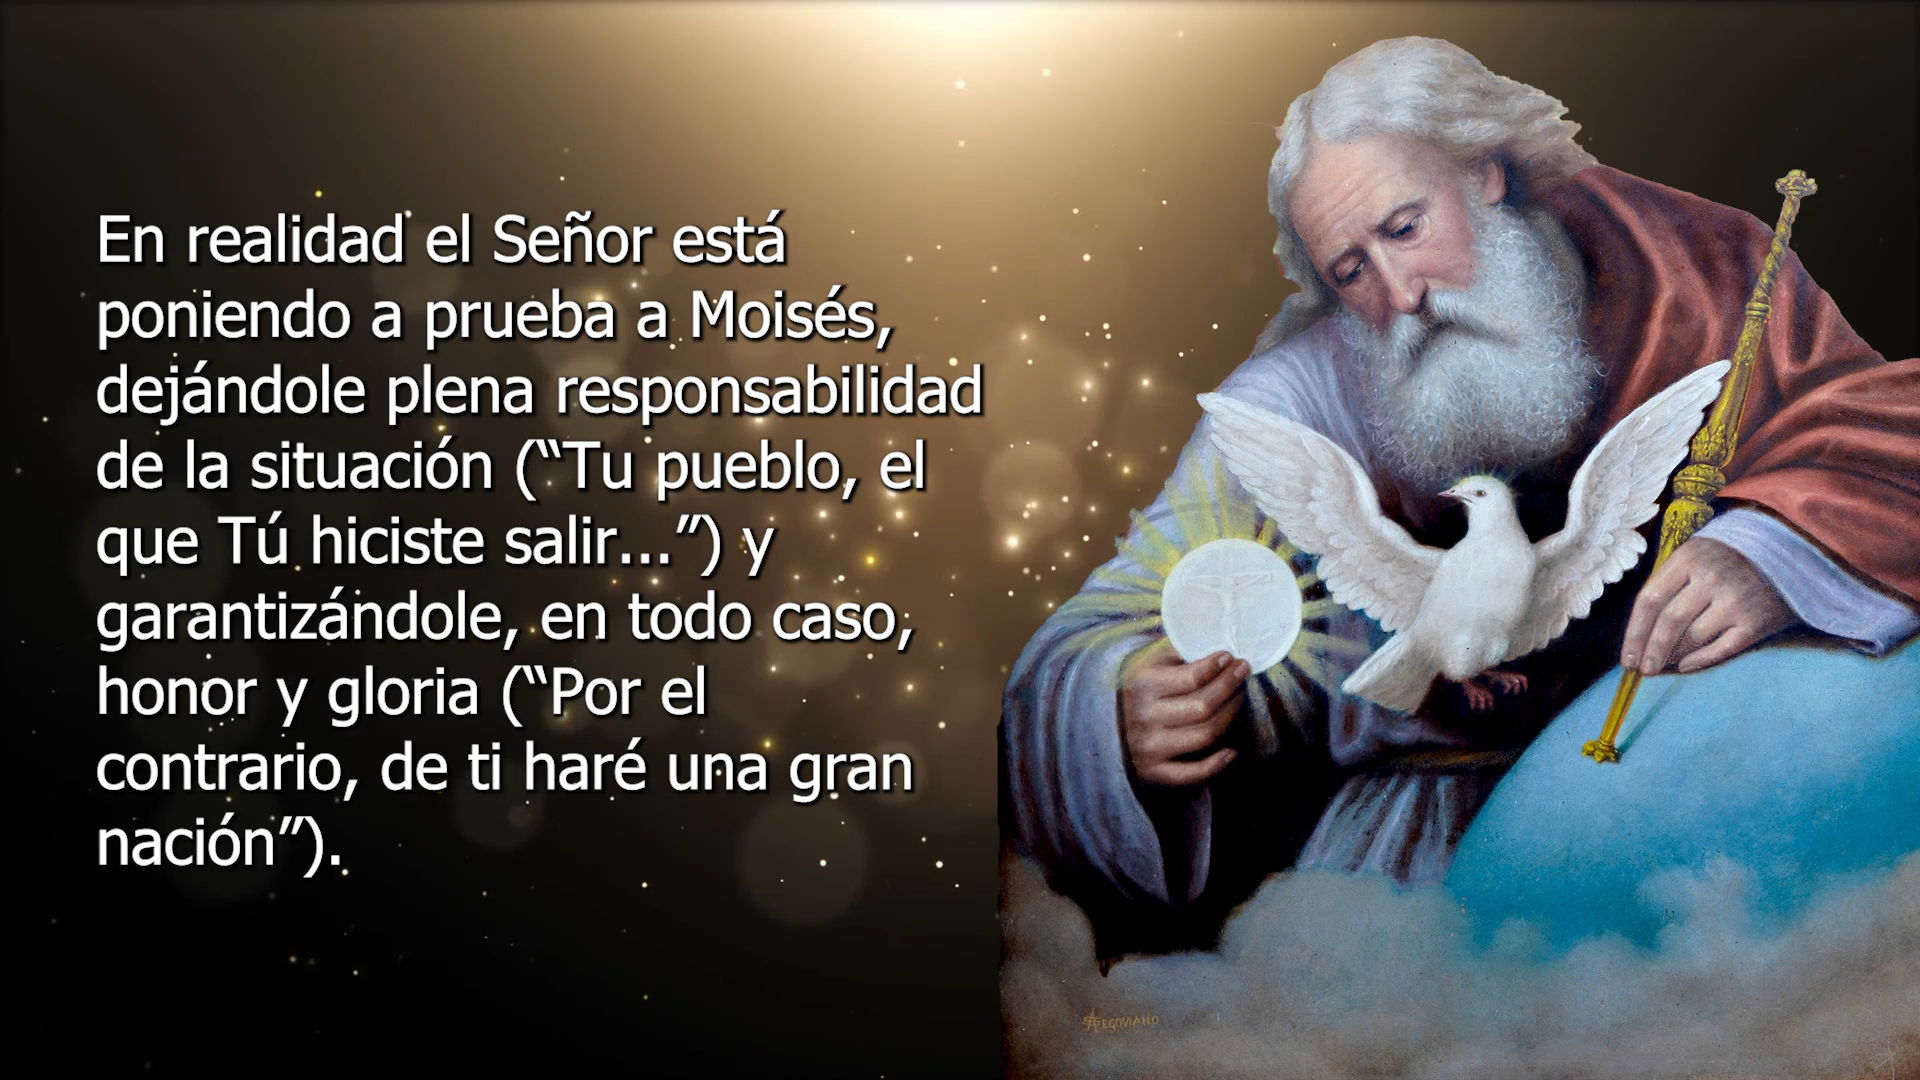 En realidad el Señor está
poniendo a prueba a Moisés,
dejándole plena responsabilidad
de la situación (“Tu pueblo, el
que Tú hiciste salir...”) y
garantizándole, en todo caso,
honor y gloria (“Por el
contrario, de ti haré una gran
nación”).
SEGOVIANO